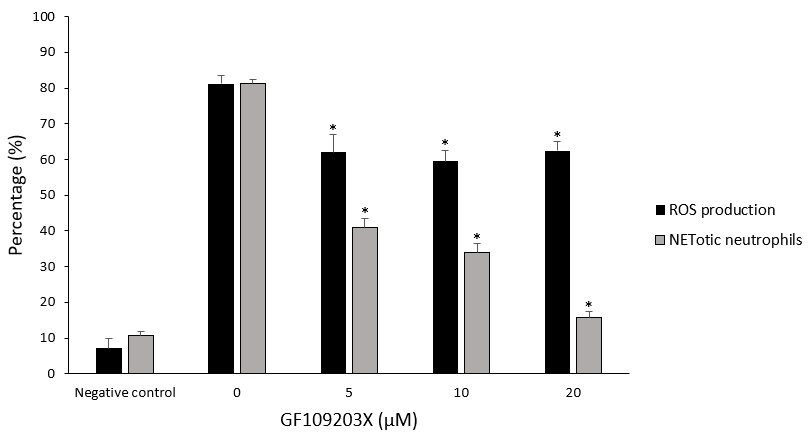 100
90
80
70
60
50
40
30
20
10
0
Percentage (%)
* * * * * *
Negative control 0 5 10 20
GF109203X (μM)
ROS production
NETotic neutrophils